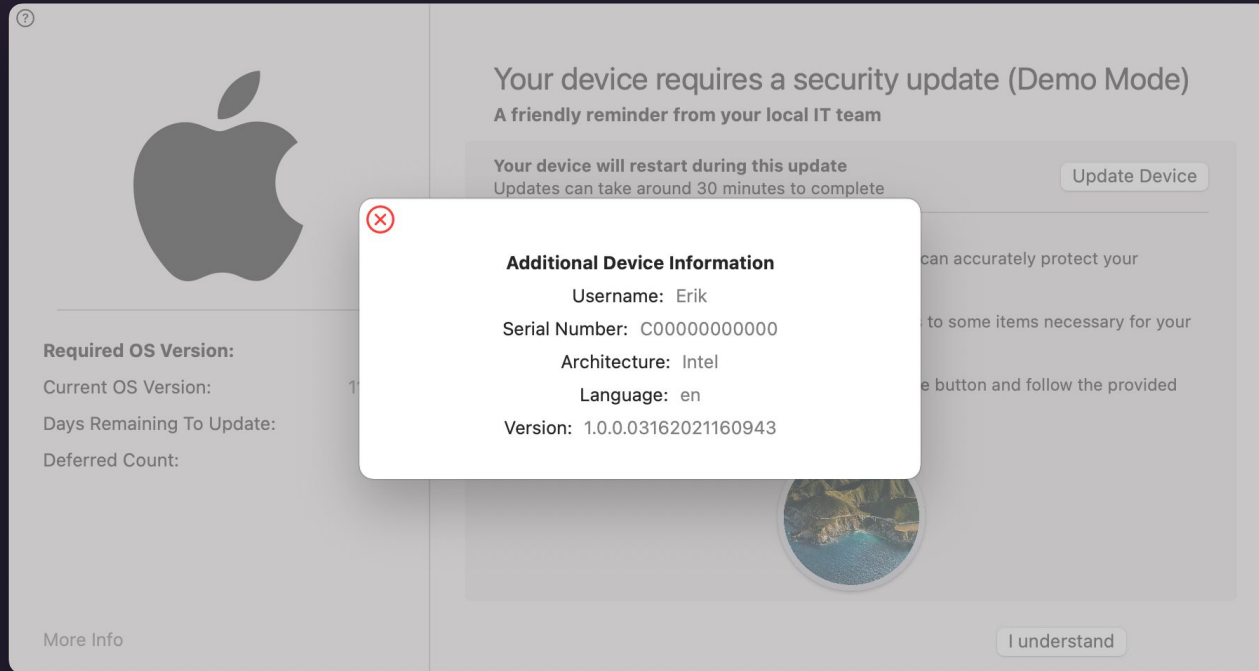 ?
Your device requires a security update (Demo Mode)
A friendly reminder from your local IT team
Your device will restart during this update
Updates can take around 30 minutes to complete
Update Device
Additional Device Information
Username: Erik
Serial Number: C00000000000
Architecture: Intel
Language: en
Version: 1.0.0.03162021160943
can accurately protect your
to some items necessary for your
button and follow the provided
Required OS Version:
Current OS Version:
Days Remaining To Update:
Deferred Count:
More Info
I understand